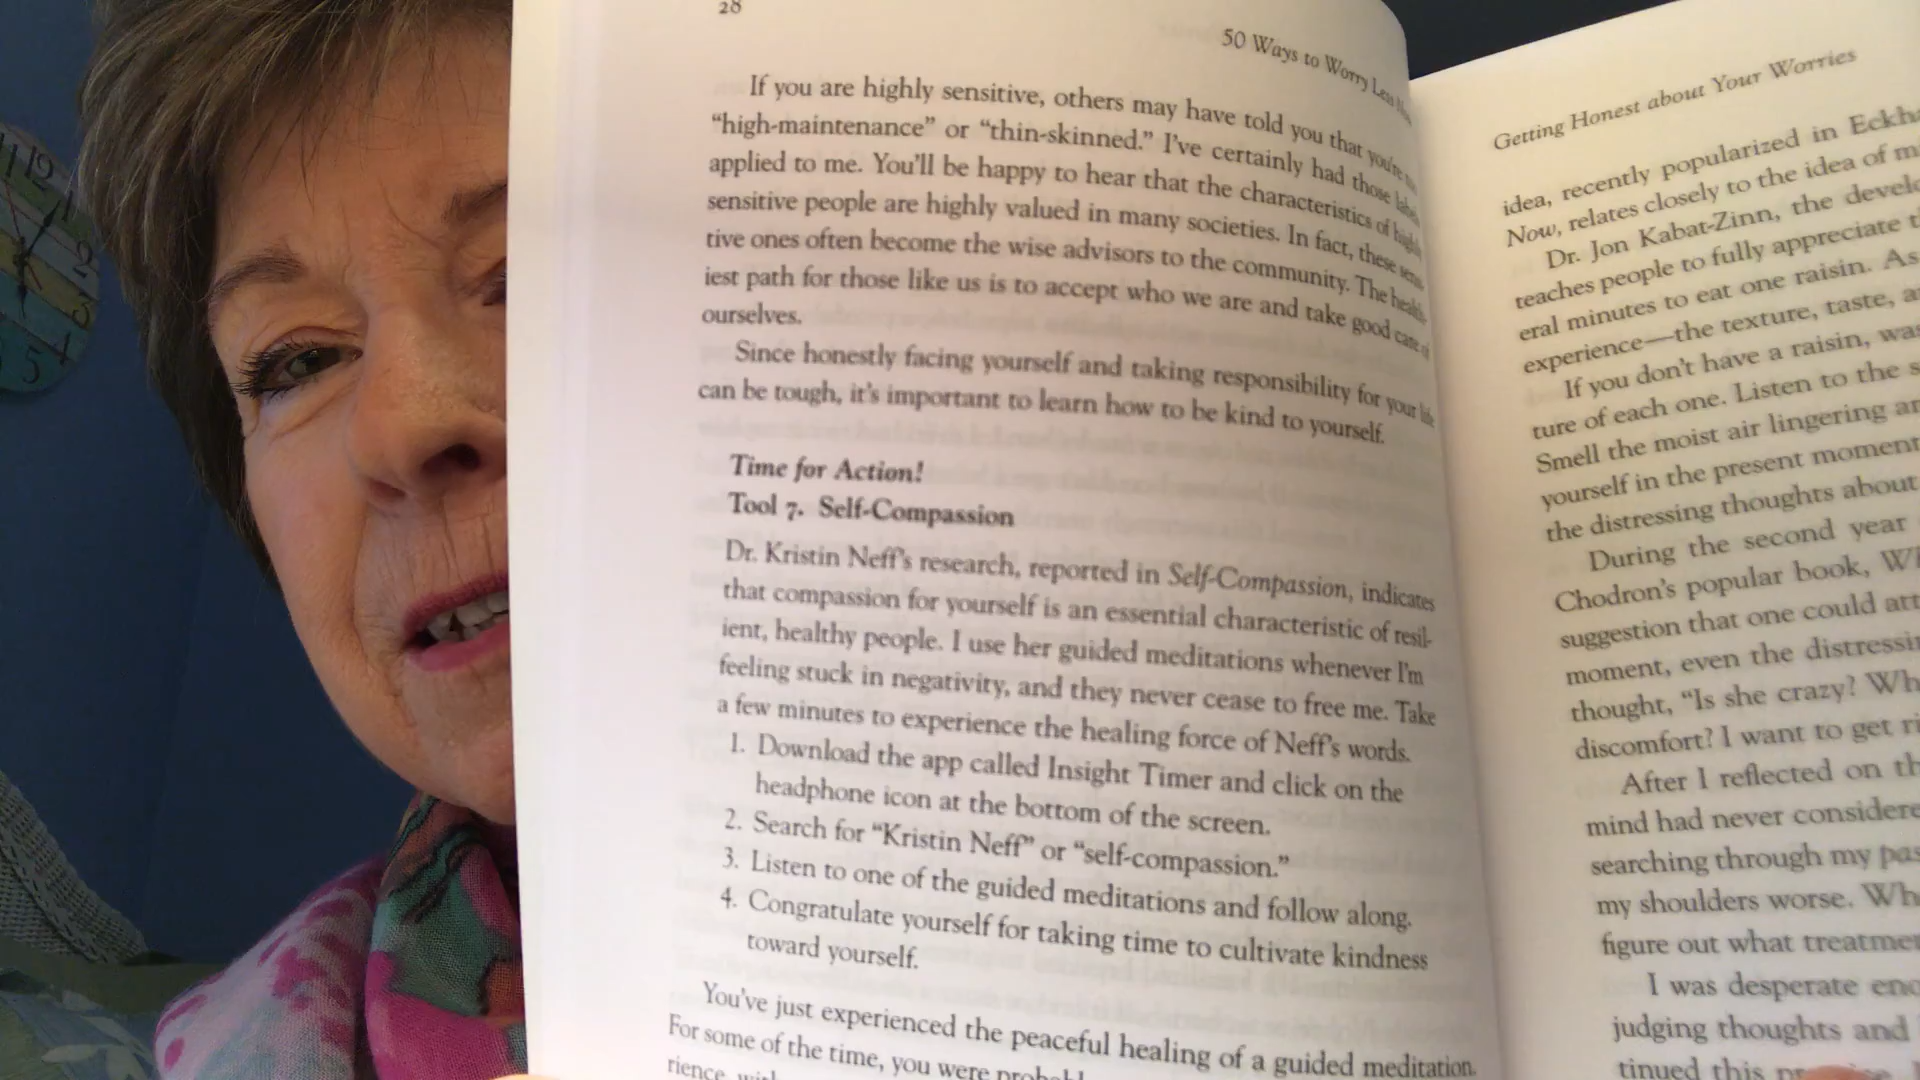 28
50 Ways to Worry Less
If you are highly sensitive, others may have told you that you're
“high-maintenance” or “thin-skinned.” I've certainly had those labels
applied to me. You'll be happy to hear that the characteristics of highly
sensitive people are highly valued in many societies. In fact, these
tive ones often become the wise advisors to the community. The
iest path for those like us is to accept who we are and take good care of
ourselves.
Since honestly facing yourself and taking responsibility for your life
can be tough, it's important to learn how to be kind to yourself.
Time for Action!
Tool 7. Self-Compassion
Dr. Kristin Neff's research, reported in Self-Compassion, indicates
that compassion for yourself is an essential characteristic of resil-
ient, healthy people. I use her guided meditations whenever I'm
feeling stuck in negativity, and they never cease to free me. Take
a few minutes to experience the healing force of Neff's words.
1. Download the app called Insight Timer and click on the
headphone icon at the bottom of the screen.
2. Search for “Kristin Neff” or “self-compassion.”
3. Listen to one of the guided meditations and follow along.
4. Congratulate yourself for taking time to cultivate kindness
toward yourself.
You've just experienced the peaceful healing of a guided meditation.
For some of the time, you were
Getting Honest about Your Worries
idea, recently popularized in
Now, relates closely to the idea of
Dr. Jon Kabat-Zinn, the
teaches people to fully appreciate
eral minutes to eat one raisin. As
experience—the texture, taste,
If you don't have a raisin,
ture of each one. Listen to the
Smell the moist air lingering
yourself in the present moment
the distressing thoughts about
During the second year
Chodron's popular book,
suggestion that one could
moment, even the
thought, “Is she crazy?
discomfort? I want to get
After I reflected on
mind had never
searching through my
my shoulders worse.
figure out what
I was desperate
judging thoughts and
tinued this
12
11
1
2
3
4
5